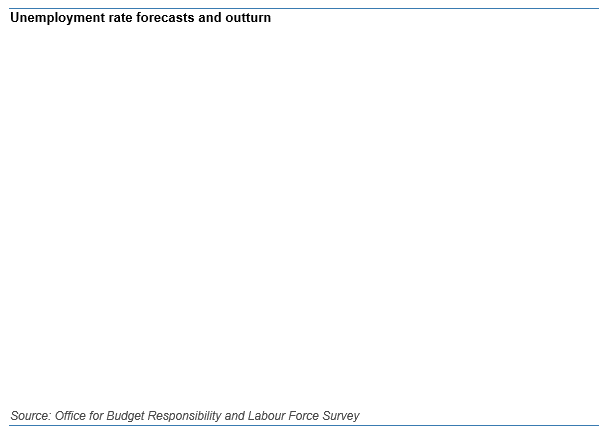 Unemployment rate forecasts and outturn
Source: Office for Budget Responsibility and Labour Force Survey